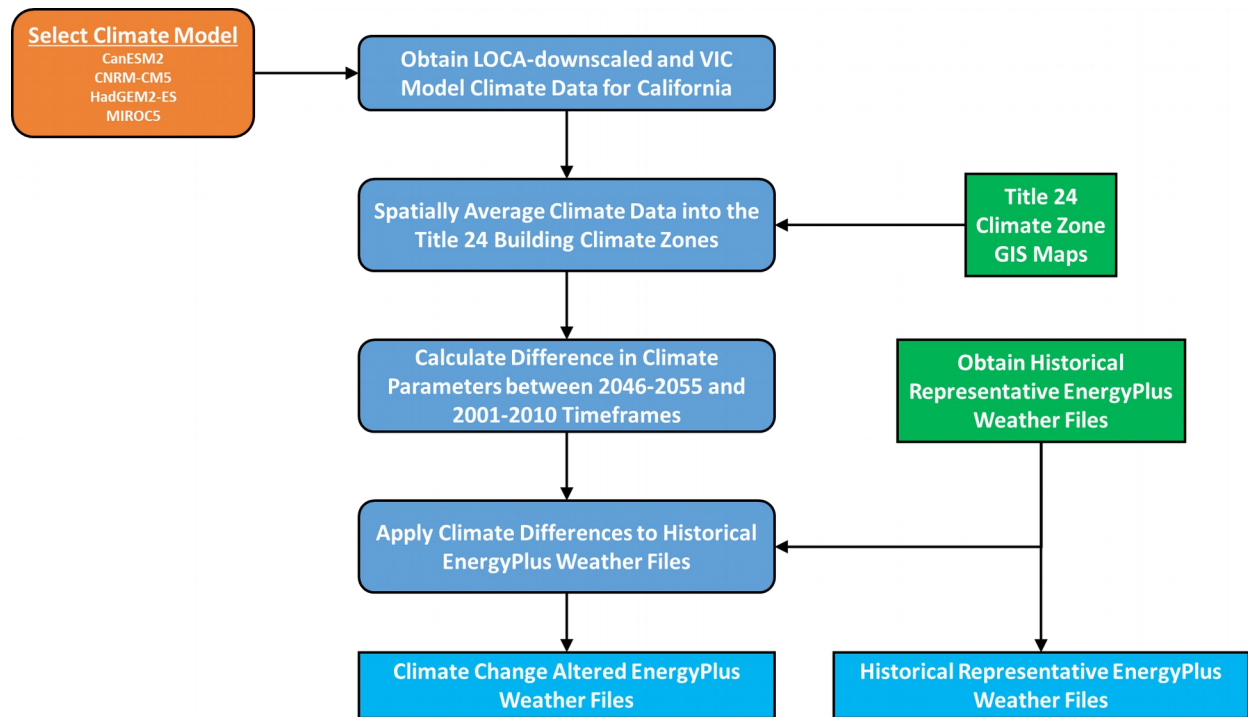 Select Climate Model
CanESM2
CNRM-CM5
HadGEM2-ES
MIROC5
Obtain LOCA-downscaled and VIC
Model Climate Data for California
Spatially Average Climate Data into the
Title 24 Building Climate Zones
Title 24
Climate Zone
GIS Maps
Calculate Difference in Climate
Parameters between 2046-2055 and
2001-2010 Timeframes
Obtain Historical
Representative EnergyPlus
Weather Files
Apply Climate Differences to Historical
EnergyPlus Weather Files
Climate Change Altered EnergyPlus
Weather Files
Historical Representative EnergyPlus
Weather Files